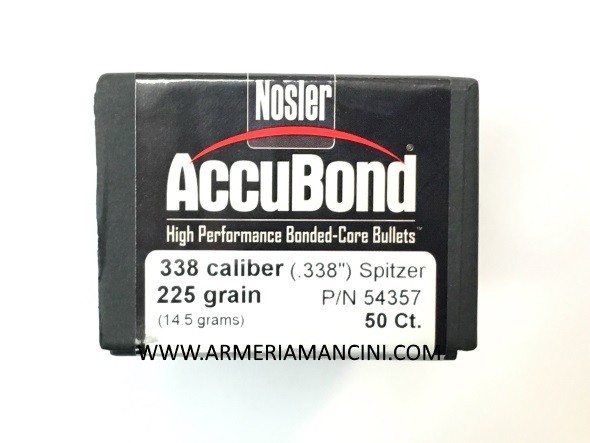 Nosler
AccuBond®
High Performance Bonded-Core Bullets™
338 caliber (.338") Spitzer
225 grain P/N 54357
(14.5 grams) 50 Ct.
WWW.ARMERIAMANCINI.COM